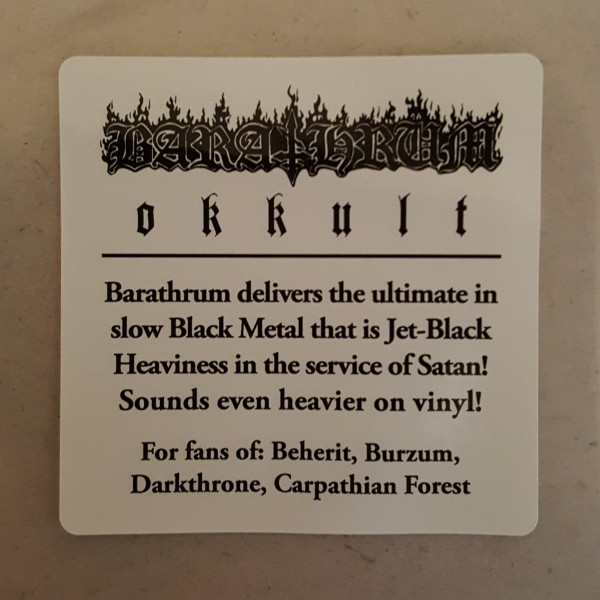 BARATHRUM
okkult
Barathrum delivers the ultimate in
slow Black Metal that is Jet-Black
Heaviness in the service of Satan!
Sounds even heavier on vinyl!
For fans of: Beherit, Burzum,
Darkthrone, Carpathian Forest